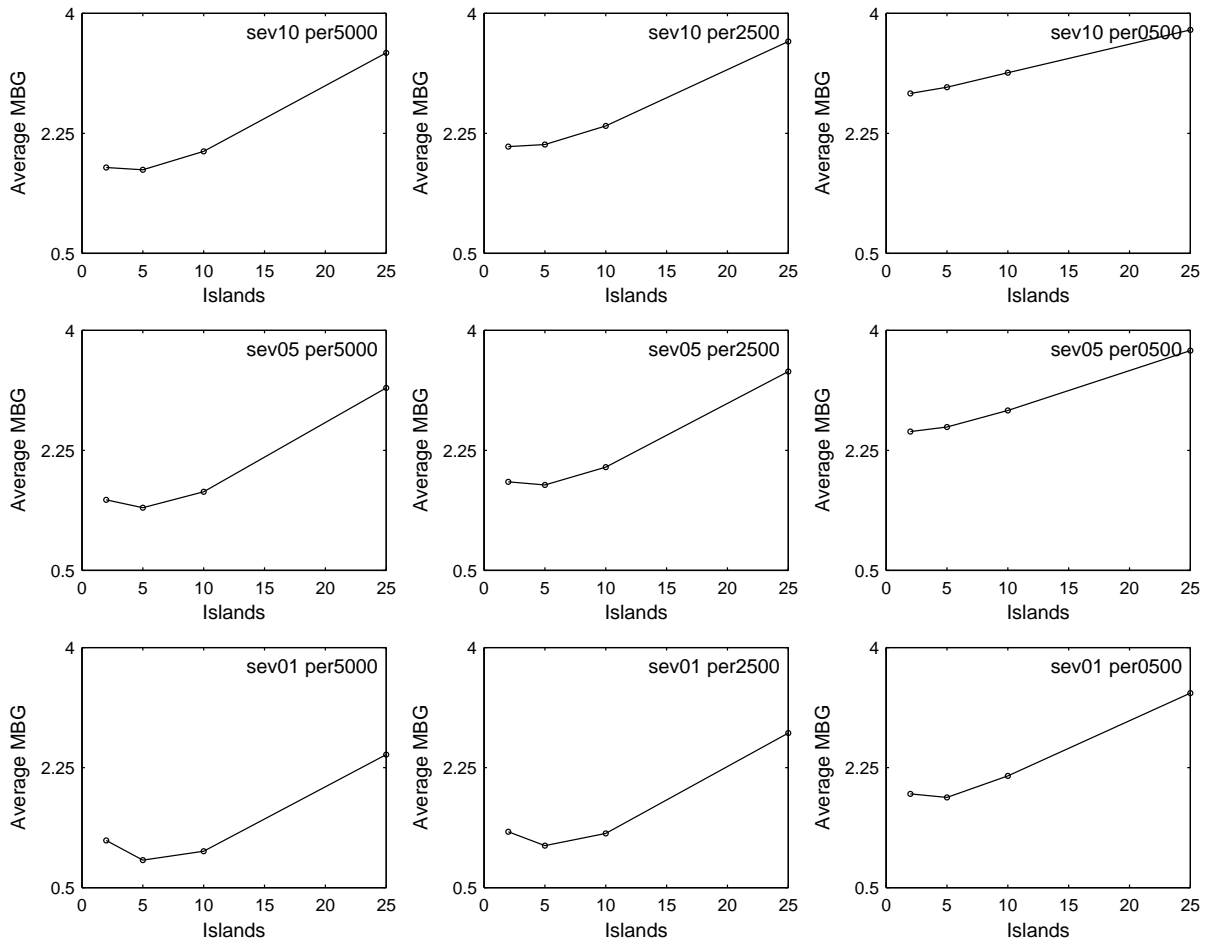 4
sev10 per5000
Average MBG
2.25
0.5
0 5 10 15 20 25
Islands
4
sev10 per2500
Average MBG
2.25
0.5
0 5 10 15 20 25
Islands
4
sev10 per0500
Average MBG
2.25
0.5
0 5 10 15 20 25
Islands
4
sev05 per5000
Average MBG
2.25
0.5
0 5 10 15 20 25
Islands
4
sev05 per2500
Average MBG
2.25
0.5
0 5 10 15 20 25
Islands
4
sev05 per0500
Average MBG
2.25
0.5
0 5 10 15 20 25
Islands
4
sev01 per5000
Average MBG
2.25
0.5
0 5 10 15 20 25
Islands
4
sev01 per2500
Average MBG
2.25
0.5
0 5 10 15 20 25
Islands
4
sev01 per0500
Average MBG
2.25
0.5
0 5 10 15 20 25
Islands